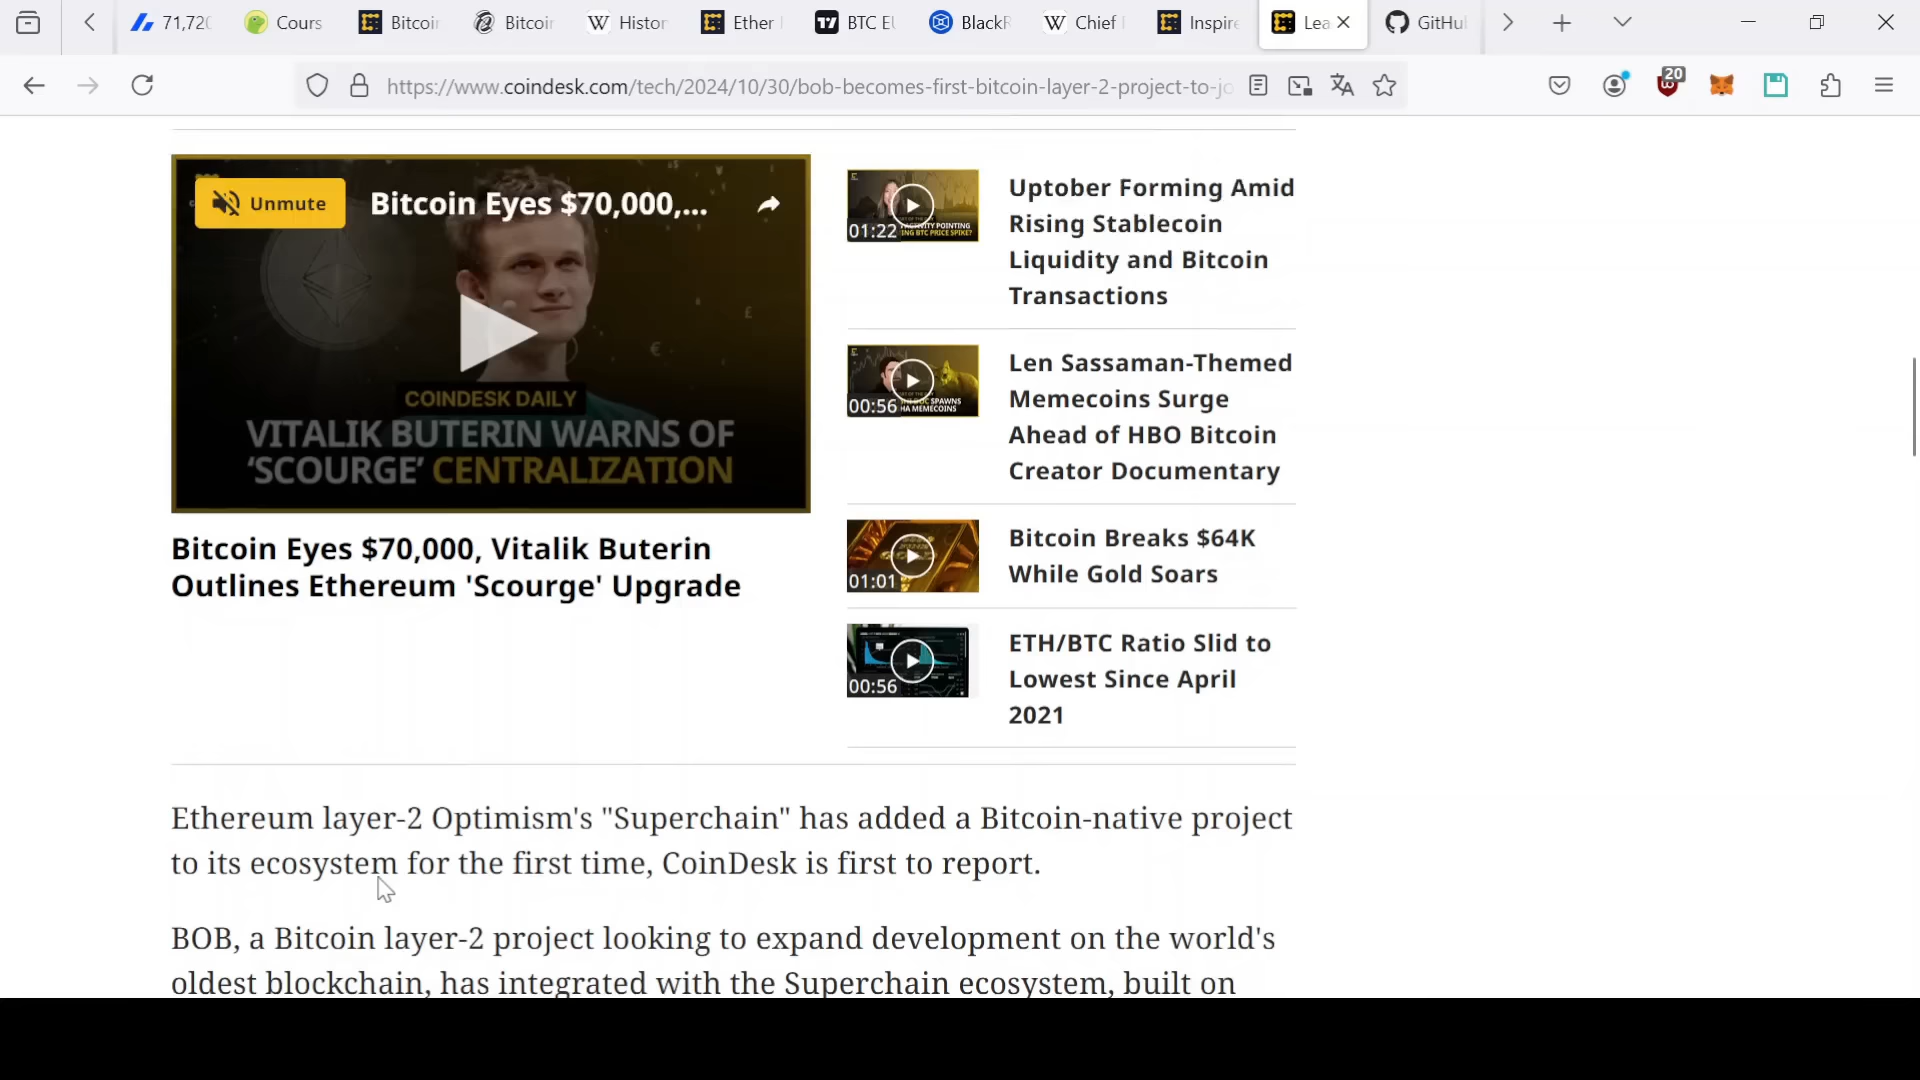 71,720
Cours
Bitcoin
Bitcoin
Histor
Ether
BTC EU
BlackR
Chief
Inspire
Lea
GitHu
https://www.coindesk.com/tech/2024/10/30/bob-becomes-first-bitcoin-layer-2-project-to-jo
20
Unmute
Bitcoin Eyes $70,000,...
COINDESK DAILY
VITALIK BUTERIN WARNS OF
'SCOURGE' CENTRALIZATION
Bitcoin Eyes $70,000, Vitalik Buterin
Outlines Ethereum 'Scourge' Upgrade
01:22
Uptober Forming Amid
Rising Stablecoin
Liquidity and Bitcoin
Transactions
00:56
Len Sassaman-Themed
Memecoins Surge
Ahead of HBO Bitcoin
Creator Documentary
01:01
Bitcoin Breaks $64K
While Gold Soars
00:56
ETH/BTC Ratio Slid to
Lowest Since April
2021
Ethereum layer-2 Optimism's "Superchain" has added a Bitcoin-native project
to its ecosystem for the first time, CoinDesk is first to report.
BOB, a Bitcoin layer-2 project looking to expand development on the world's
oldest blockchain, has integrated with the Superchain ecosystem, built on